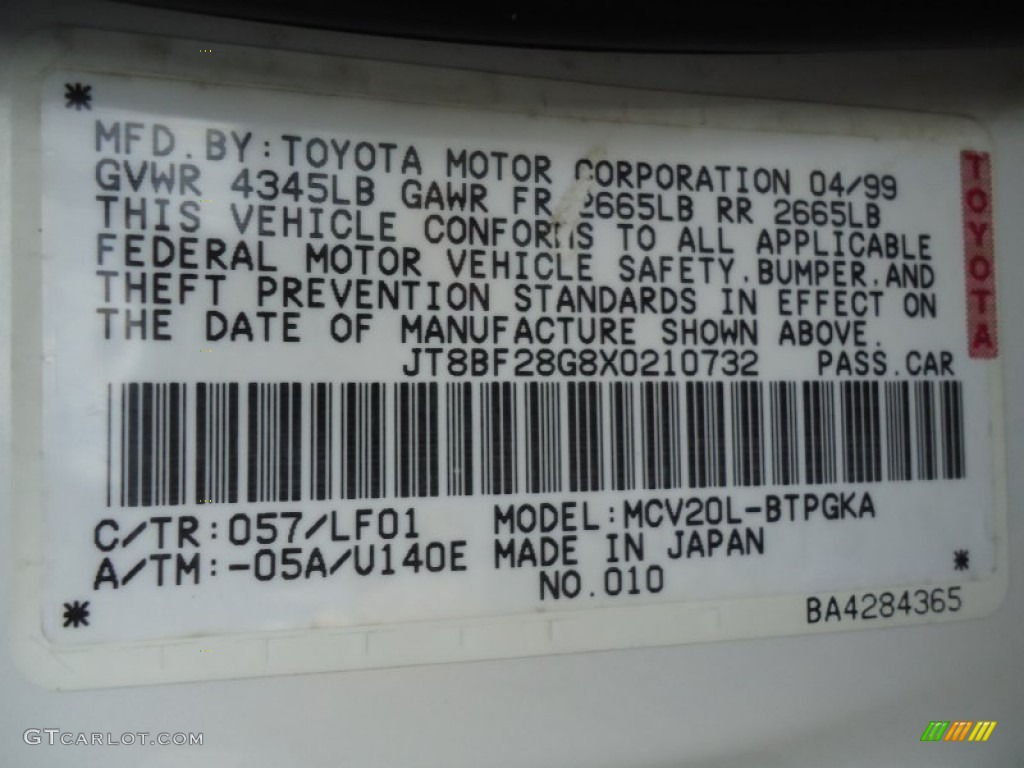 MFD.BY:TOYOTA MOTOR CORPORATION 04/99
GVWR 4345LB GAWR FR 2665LB RR 2665LB
THIS VEHICLE CONFORMS TO ALL APPLICABLE
FEDERAL MOTOR VEHICLE SAFETY.BUMPER.AND
THEFT PREVENTION STANDARDS IN EFFECT ON
THE DATE OF MANUFACTURE SHOWN ABOVE.
JT8BF28G8X0210732 PASS.CAR
TOYOTA
C/TR:057/LF01 MODEL:MCV20L-BTPGKA
A/TM:-05A/U140E MADE IN JAPAN
NO.010
BA4284365
GTCARLOT.COM